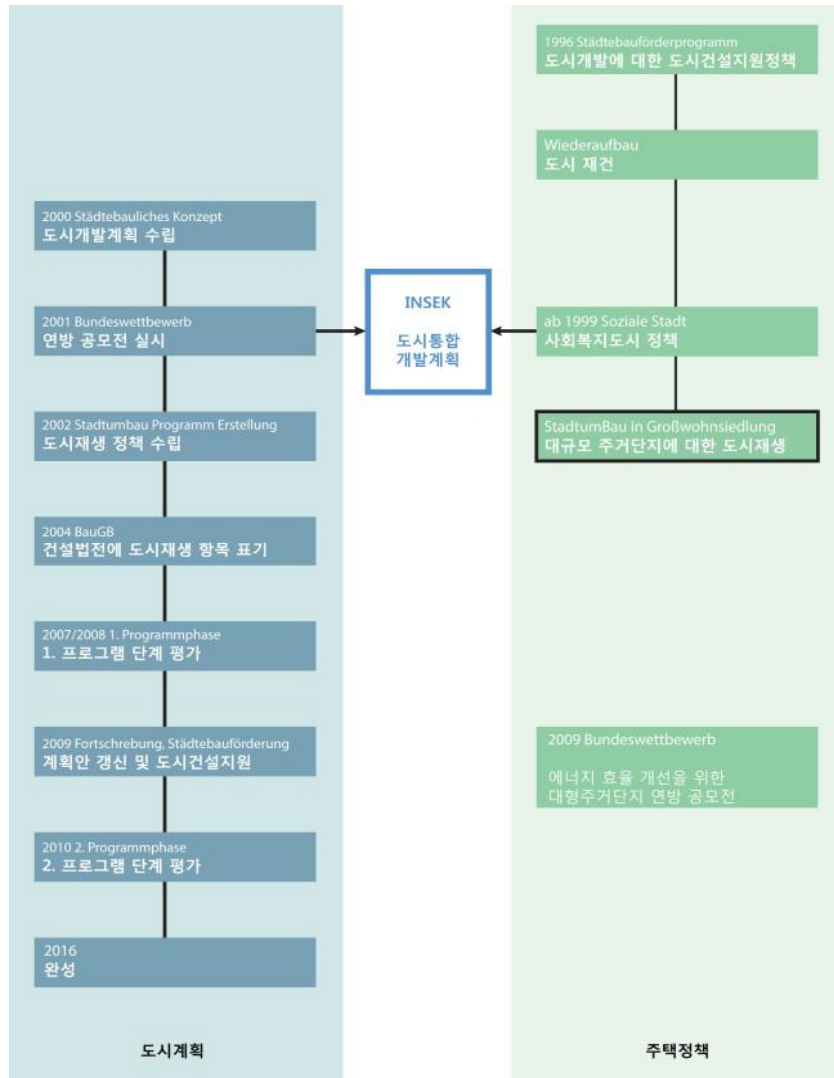 2000 Städtebauliches Konzept
도시개발계획 수립
2001 Bundeswettbewerb
연방 공모전 실시
2002 Stadtumbau Programm Erstellung
도시재생 정책 수립
2004 BauGB
건설법전에 도시재생 항목 표기
2007/2008 1. Programmphase
1. 프로그램 단계 평가
2009 Fortschrebung, Städtebauförderung
계획안 갱신 및 도시건설지원
2010 2. Programmphase
2. 프로그램 단계 평가
2016
완성
도시계획
INSEK
도시통합
개발계획
1996 Städtebauförderprogramm
도시개발에 대한 도시건설지원정책
Wiederaufbau
도시 재건
ab 1999 Soziale Stadt
사회복지도시 정책
StadtumBau in Großwohnsiedlung
대규모 주거단지에 대한 도시재생
2009 Bundeswettbewerb
에너지 효율 개선을 위한
대형주거단지 연방 공모전
주택정책